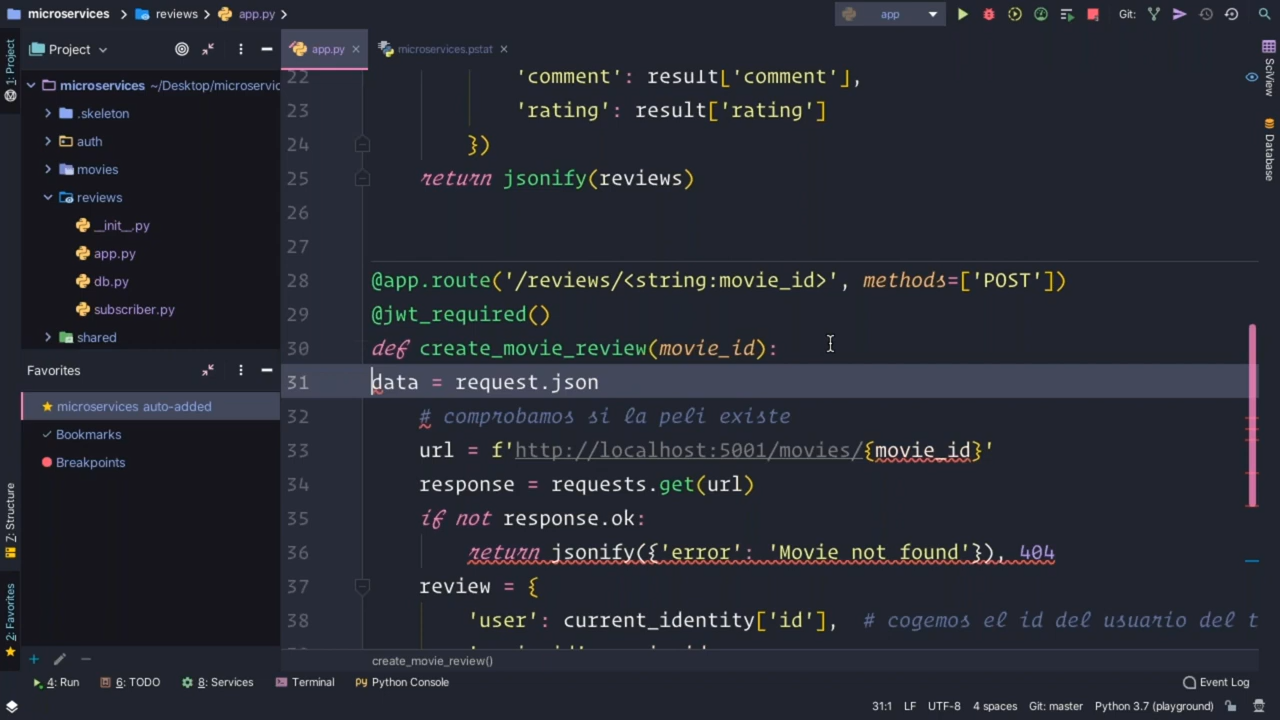 microservices
reviews
app.py
app
Git:
1: Project
Z: Structure
2: Favorites
SciView
Database
Project
microservices ~/Desktop/microservic
.skeleton
auth
movies
reviews
__init__.py
app.py
db.py
subscriber.py
shared
Favorites
microservices auto-added
Bookmarks
Breakpoints
app.py
microservices.pstat
22 'comment': result['comment'],
23 'rating': result['rating']
24 })
25 return jsonify(reviews)
26
27
28 @app.route('/reviews/<string:movie_id>', methods=['POST'])
29 @jwt_required()
30 def create_movie_review(movie_id):
31 data = request.json
32 # comprobamos si la peli existe
33 url = f'http://localhost:5001/movies/{movie_id}'
34 response = requests.get(url)
35 if not response.ok:
36 return jsonify({'error': 'Movie not found'}), 404
37 review = {
38 'user': current_identity['id'], # cogemos el id del usuario del t
create_movie_review()
4: Run
6: TODO
8: Services
Terminal
Python Console
Event Log
31:1 LF UTF-8 4 spaces Git: master Python 3.7 (playground)